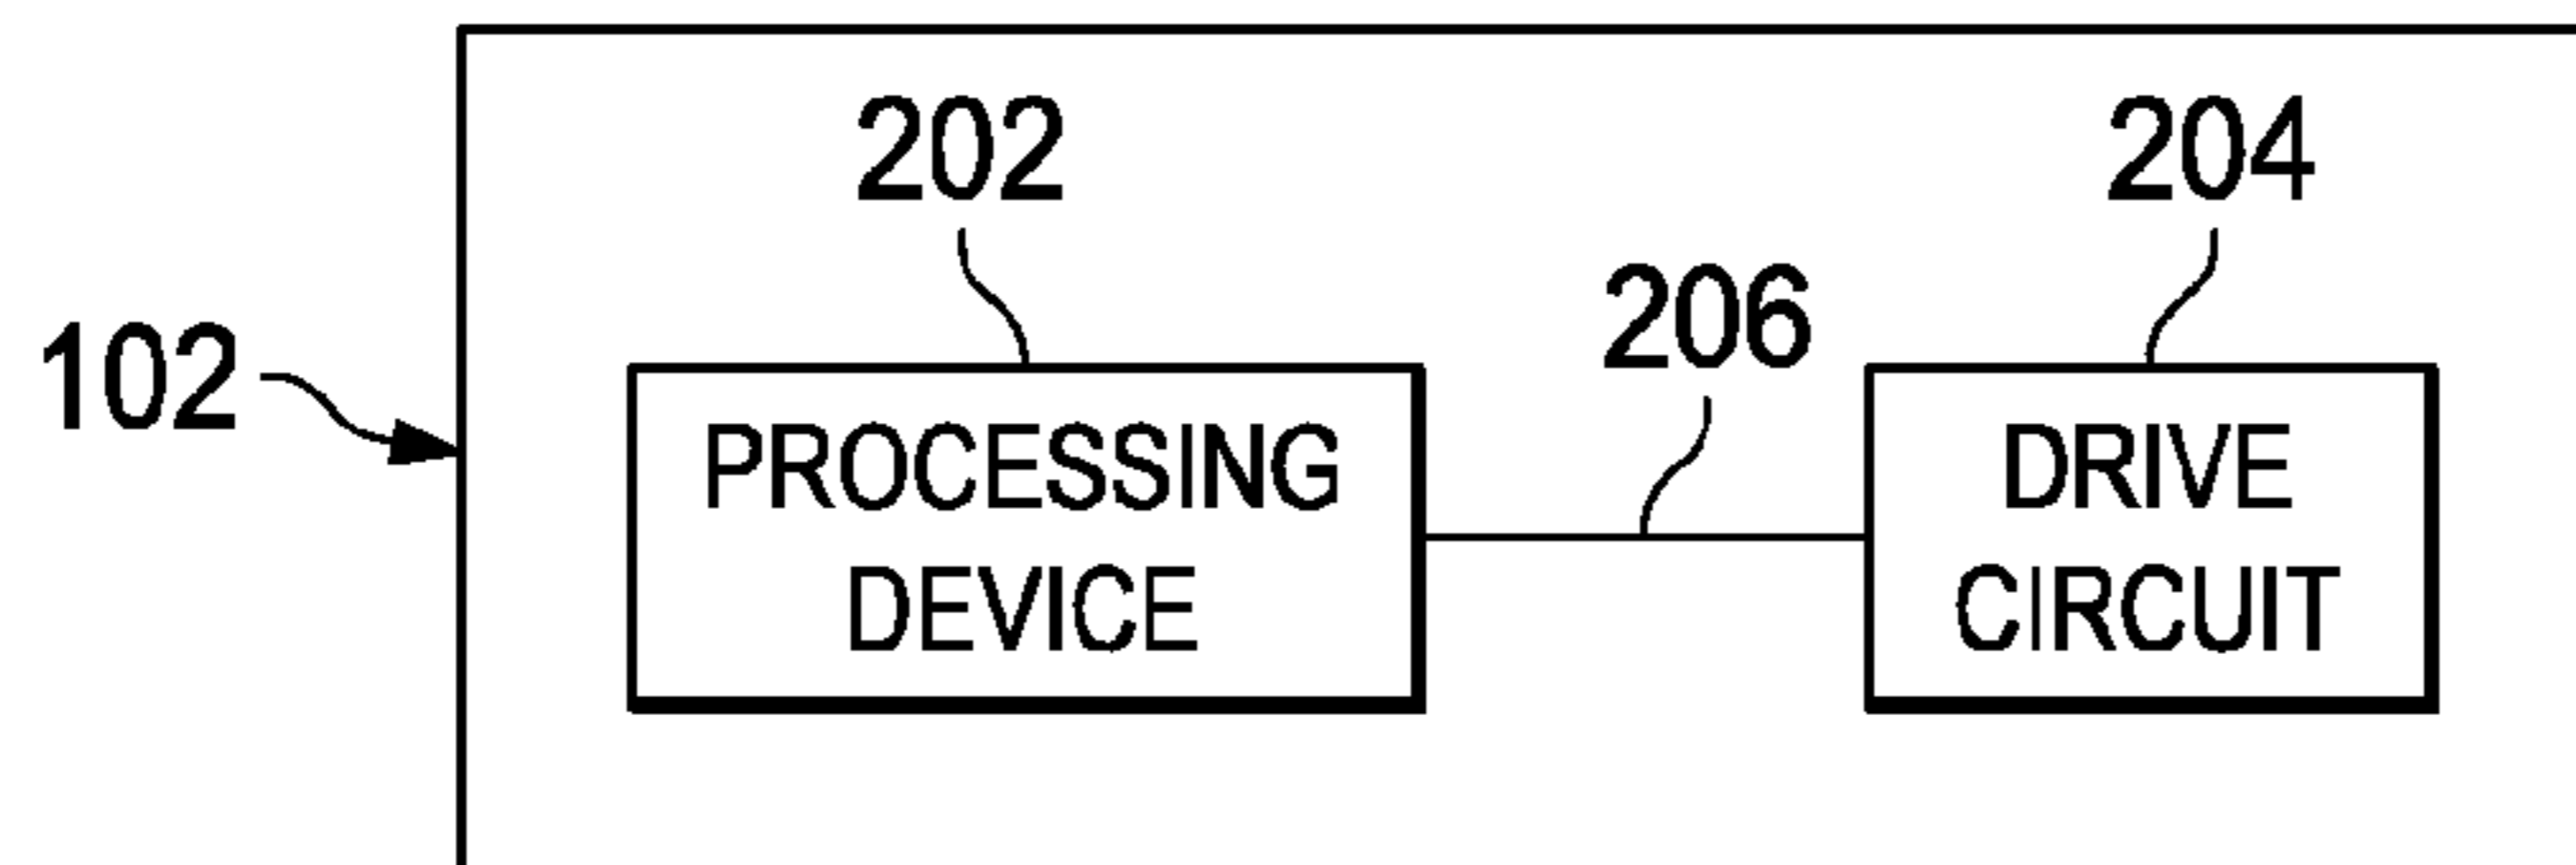 202
204
206
102
PROCESSING
DEVICE
DRIVE
CIRCUIT